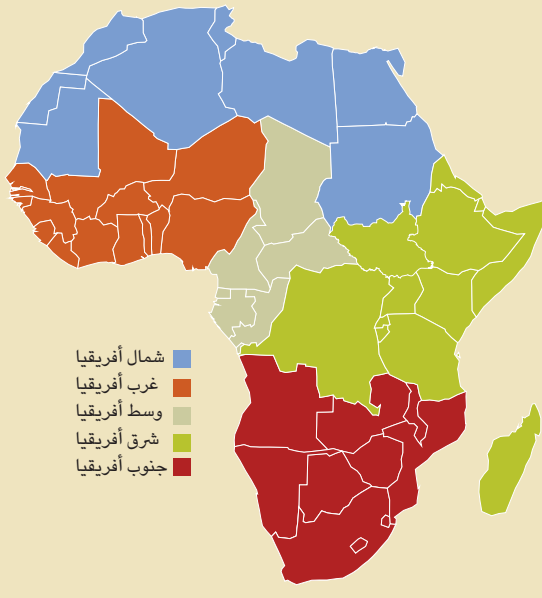 شمال أفريقيا
غرب أفريقيا
وسط أفريقيا
شرق أفريقيا
جنوب أفريقيا